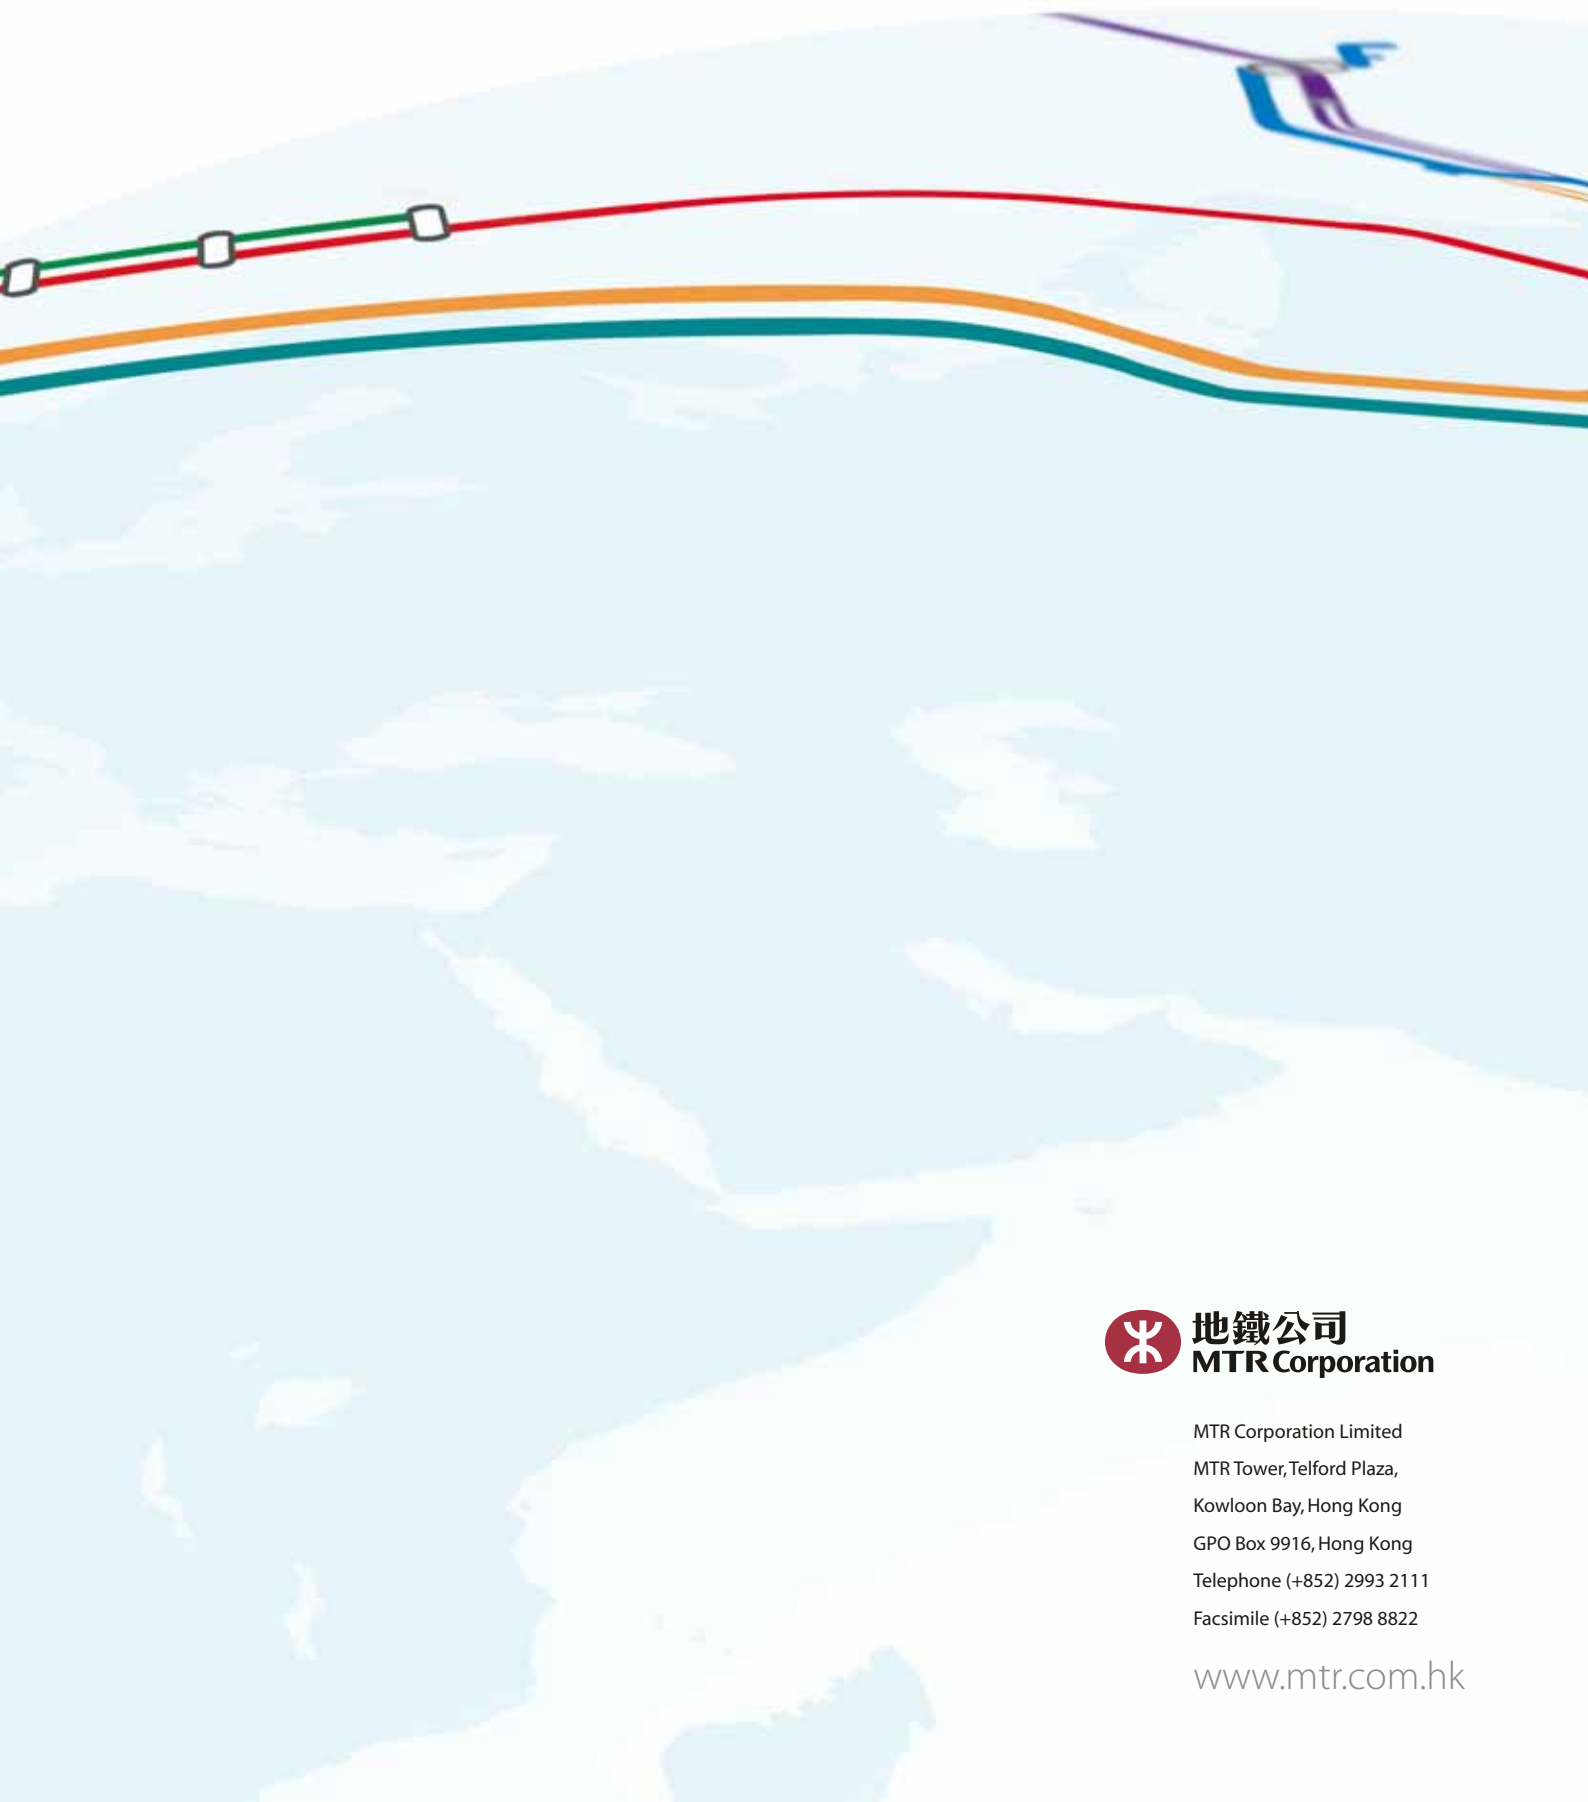 地鐵公司
MTR Corporation
MTR Corporation Limited
MTR Tower, Telford Plaza,
Kowloon Bay, Hong Kong
GPO Box 9916, Hong Kong
Telephone (+852) 2993 2111
Facsimile (+852) 2798 8822
www.mtr.com.hk